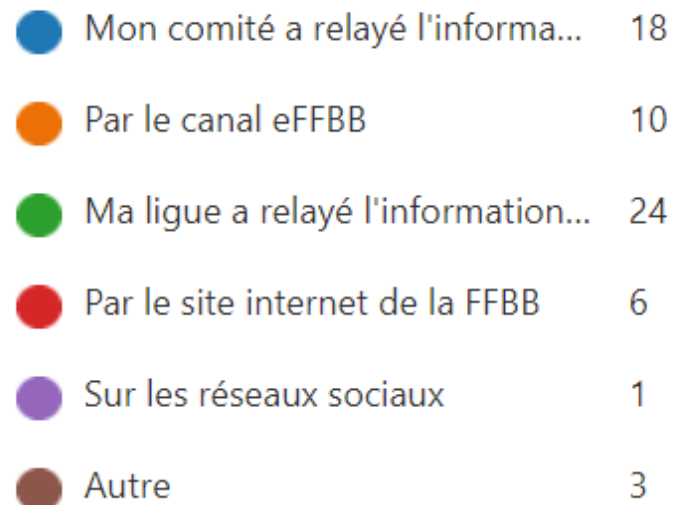 Mon comité a relayé l'informa... 18
Par le canal eFFBB 10
Ma ligue a relayé l'information... 24
Par le site internet de la FFBB 6
Sur les réseaux sociaux 1
Autre 3